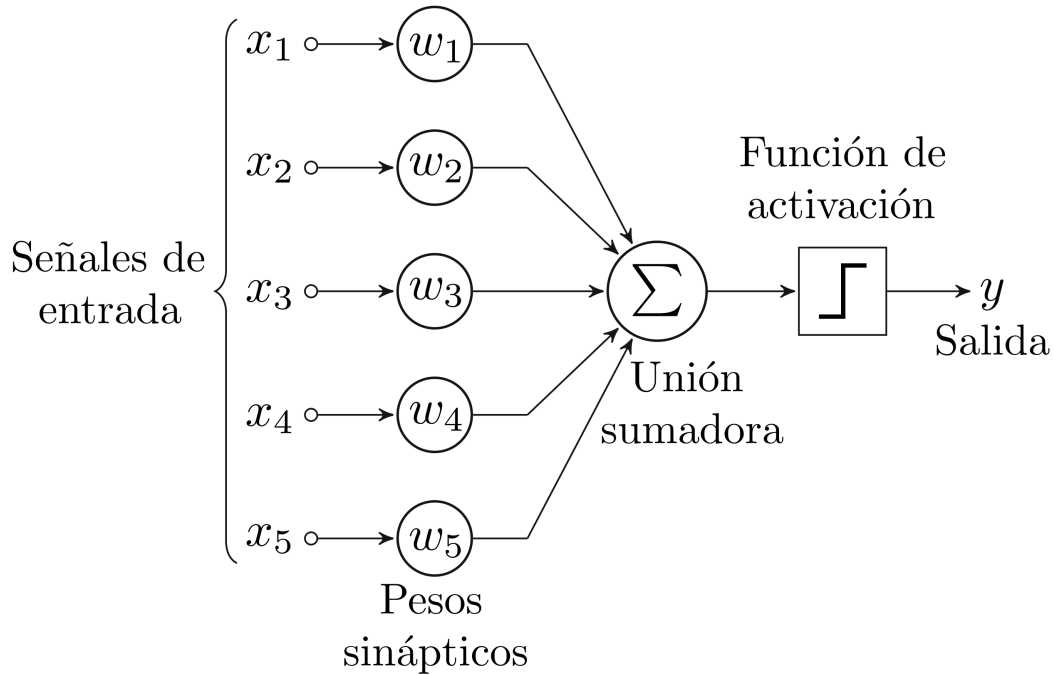 x₁ w₁
x₂ w₂
Función de
activación
Señales de
entrada
x₃ w₃ ∑ y
Salida
Unión
sumadora
x₄ w₄
x₅ w₅
Pesos
sinápticos